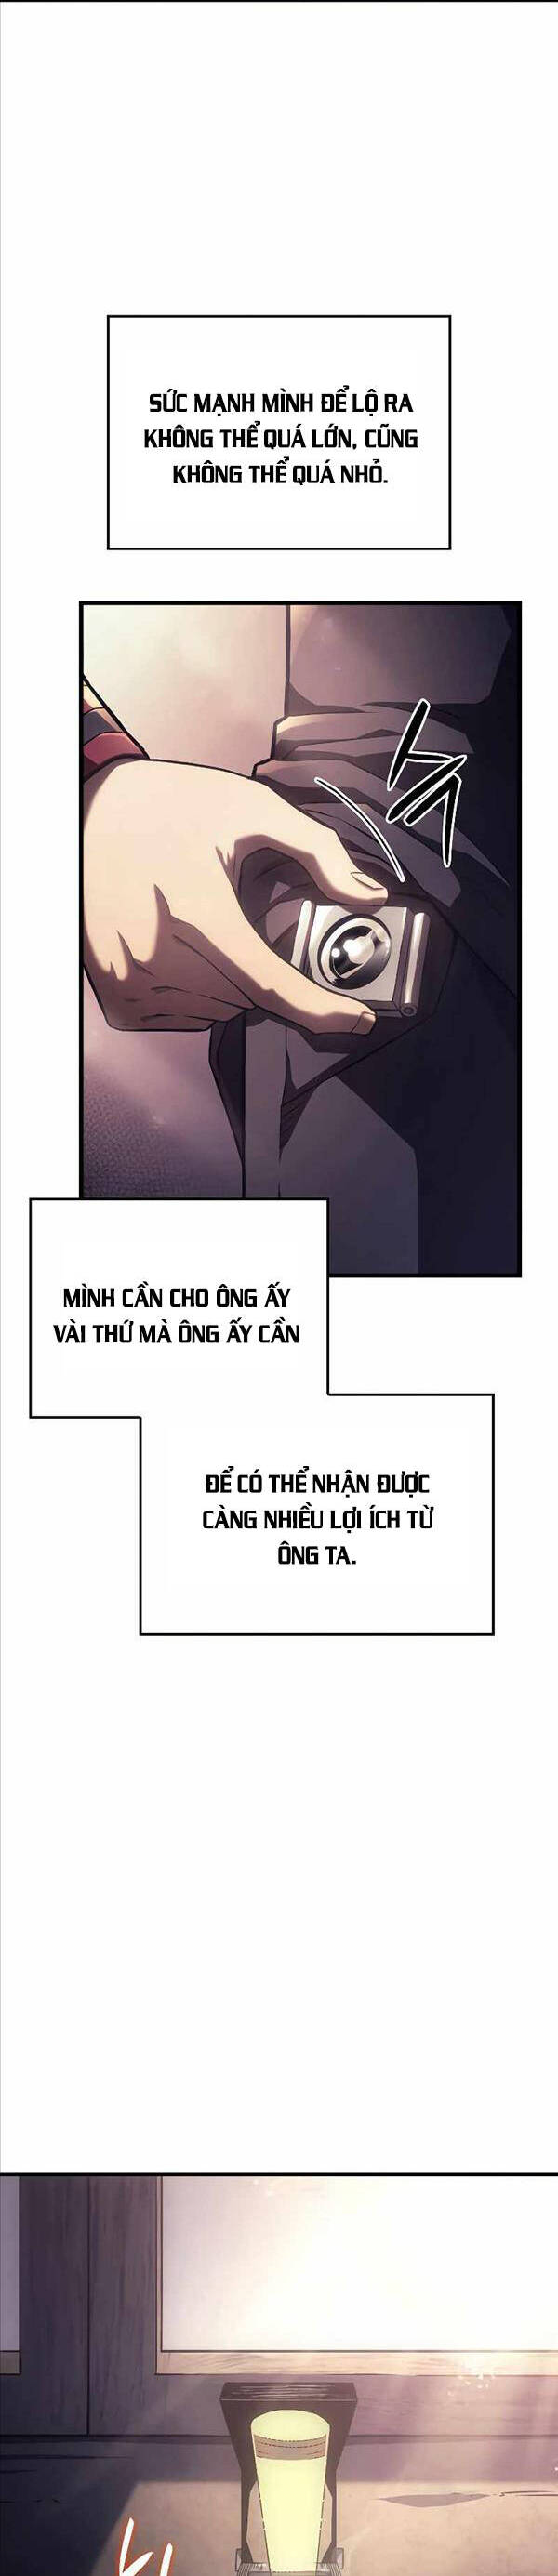 SỨC MẠNH MÌNH ĐỂ LỘ RA
KHÔNG THỂ QUÁ LỚN, CŨNG
KHÔNG THỂ QUÁ NHỎ.
MÌNH CẦN CHO ÔNG ẤY
VÀI THỨ MÀ ÔNG ẤY CẦN
ĐỂ CÓ THỂ NHẬN ĐƯỢC
CÀNG NHIỀU LỢI ÍCH TỪ
ÔNG TA.